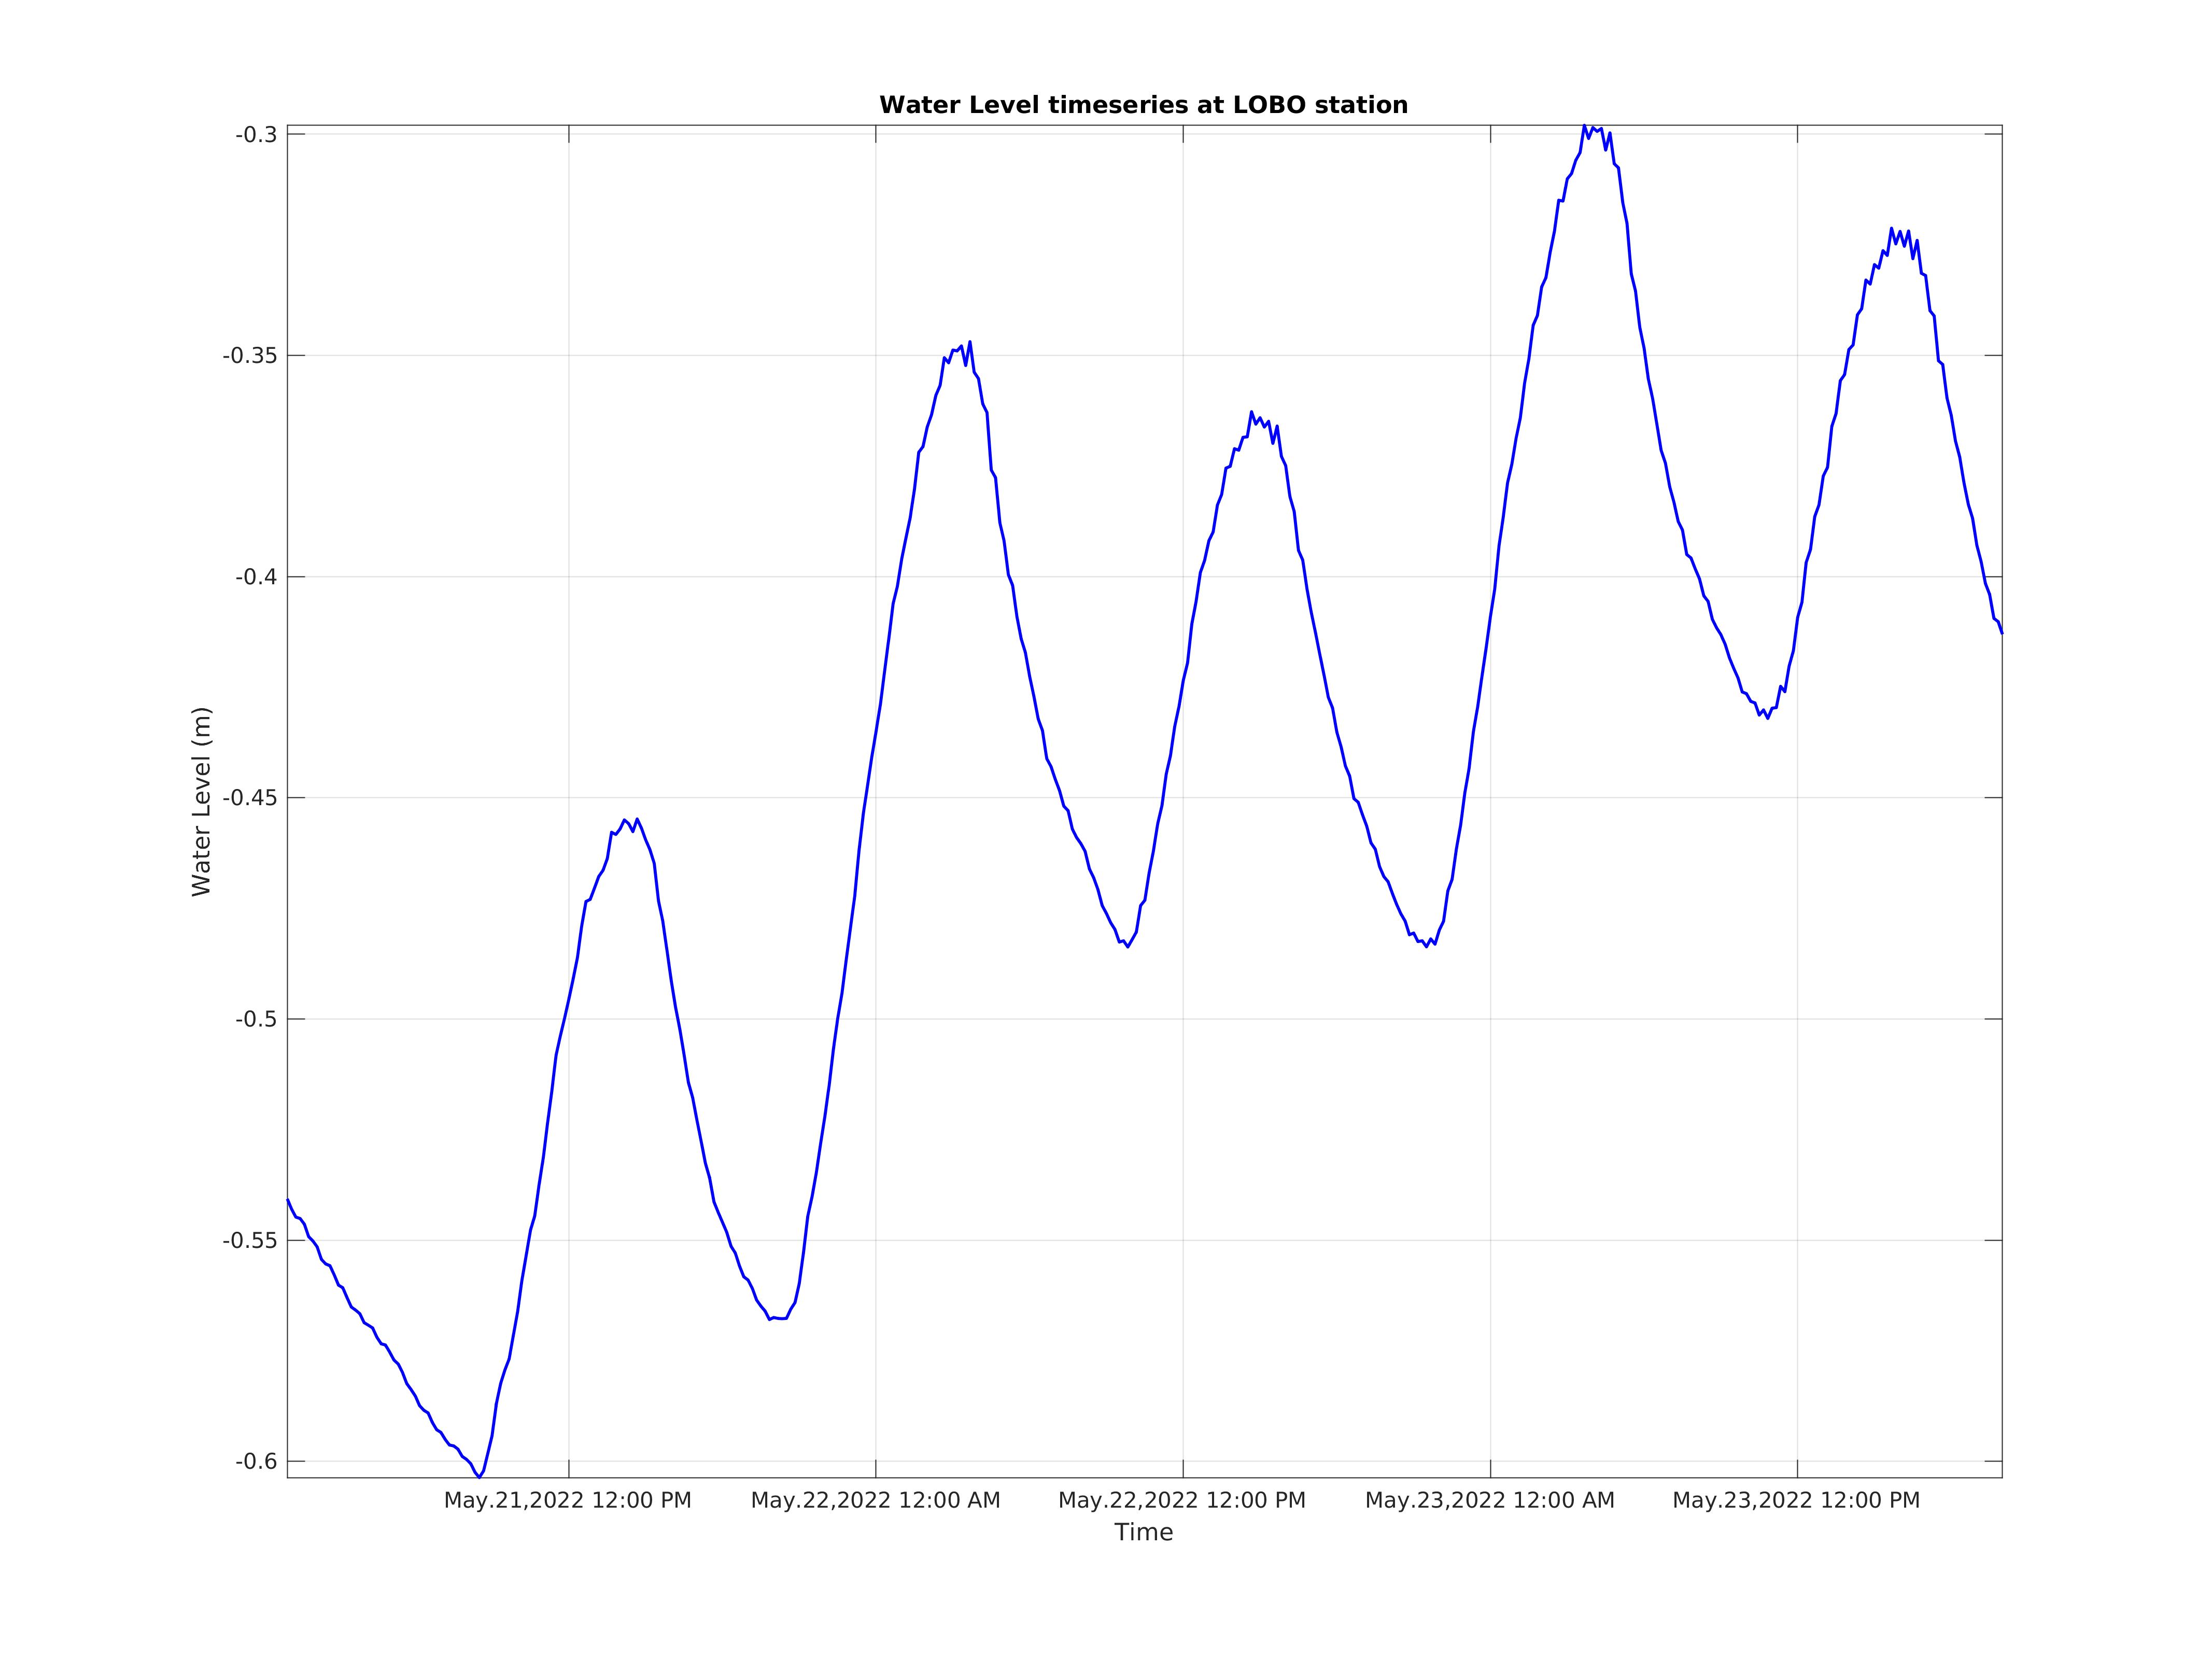 Water Level timeseries at LOBO station
-0.3
-0.35
-0.4
-0.45
-0.5
-0.55
-0.6
Water Level (m)
May.21,2022 12:00 PM
May.22,2022 12:00 AM
May.22,2022 12:00 PM
May.23,2022 12:00 AM
May.23,2022 12:00 PM
Time